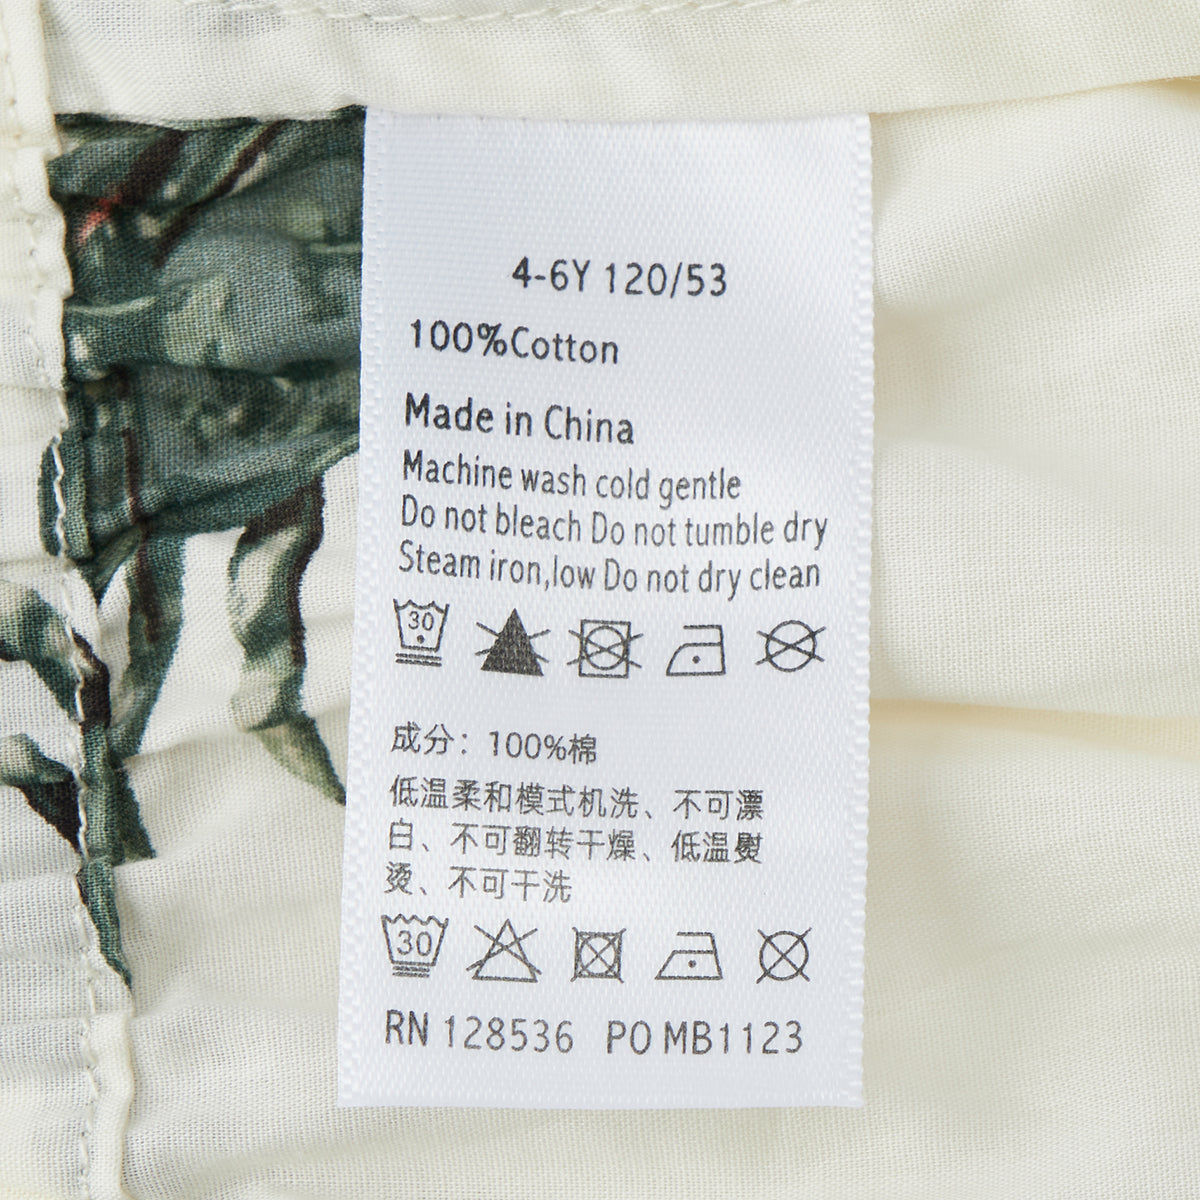 4-6Y 120/53
100%Cotton
Made in China
Machine wash cold gentle
Do not bleach Do not tumble dry
Steam iron,low Do not dry clean
30
成分：100%棉
低温柔和模式机洗、不可漂
白、不可翻转干燥、低温熨
烫、不可干洗
30
RN 128536 PO MB1123